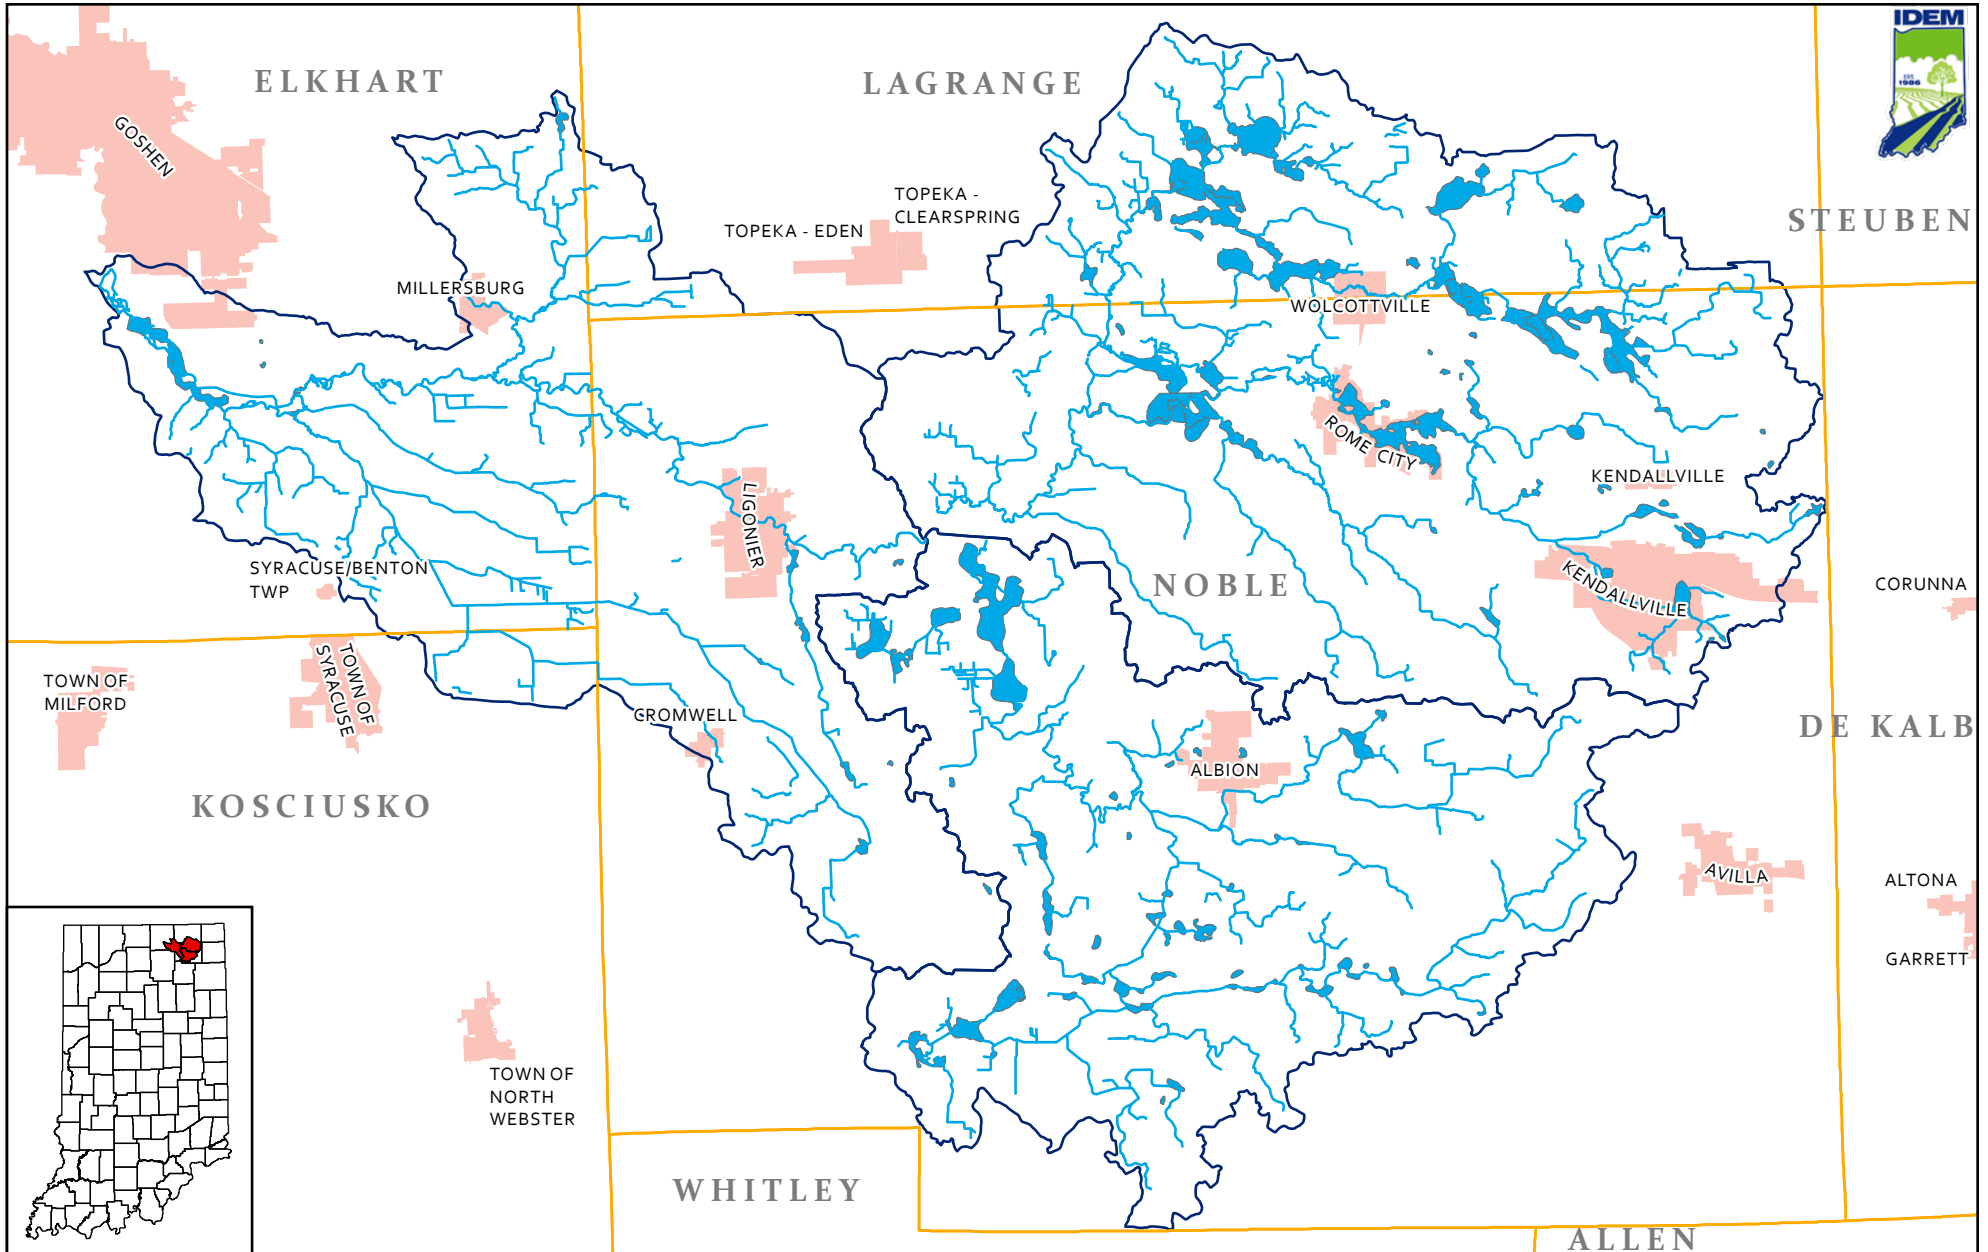 IDEM
Est.
1986
ELKHART
LAGRANGE
GOSHEN
TOPEKA -
CLEARSPRING
TOPEKA - EDEN
STEUBEN
MILLERSBURG
WOLCOTTVILLE
ROME CITY
KENDALLVILLE
LIGONIER
SYRACUSE/BENTON
TWP
NOBLE
KENDALLVILLE
CORUNNA
TOWN OF
MILFORD
TOWN OF
SYRACUSE
CROMWELL
DE KALB
ALBION
KOSCIUSKO
AVILLA
ALTONA
GARRETT
TOWN OF
NORTH
WEBSTER
WHITLEY
ALLEN